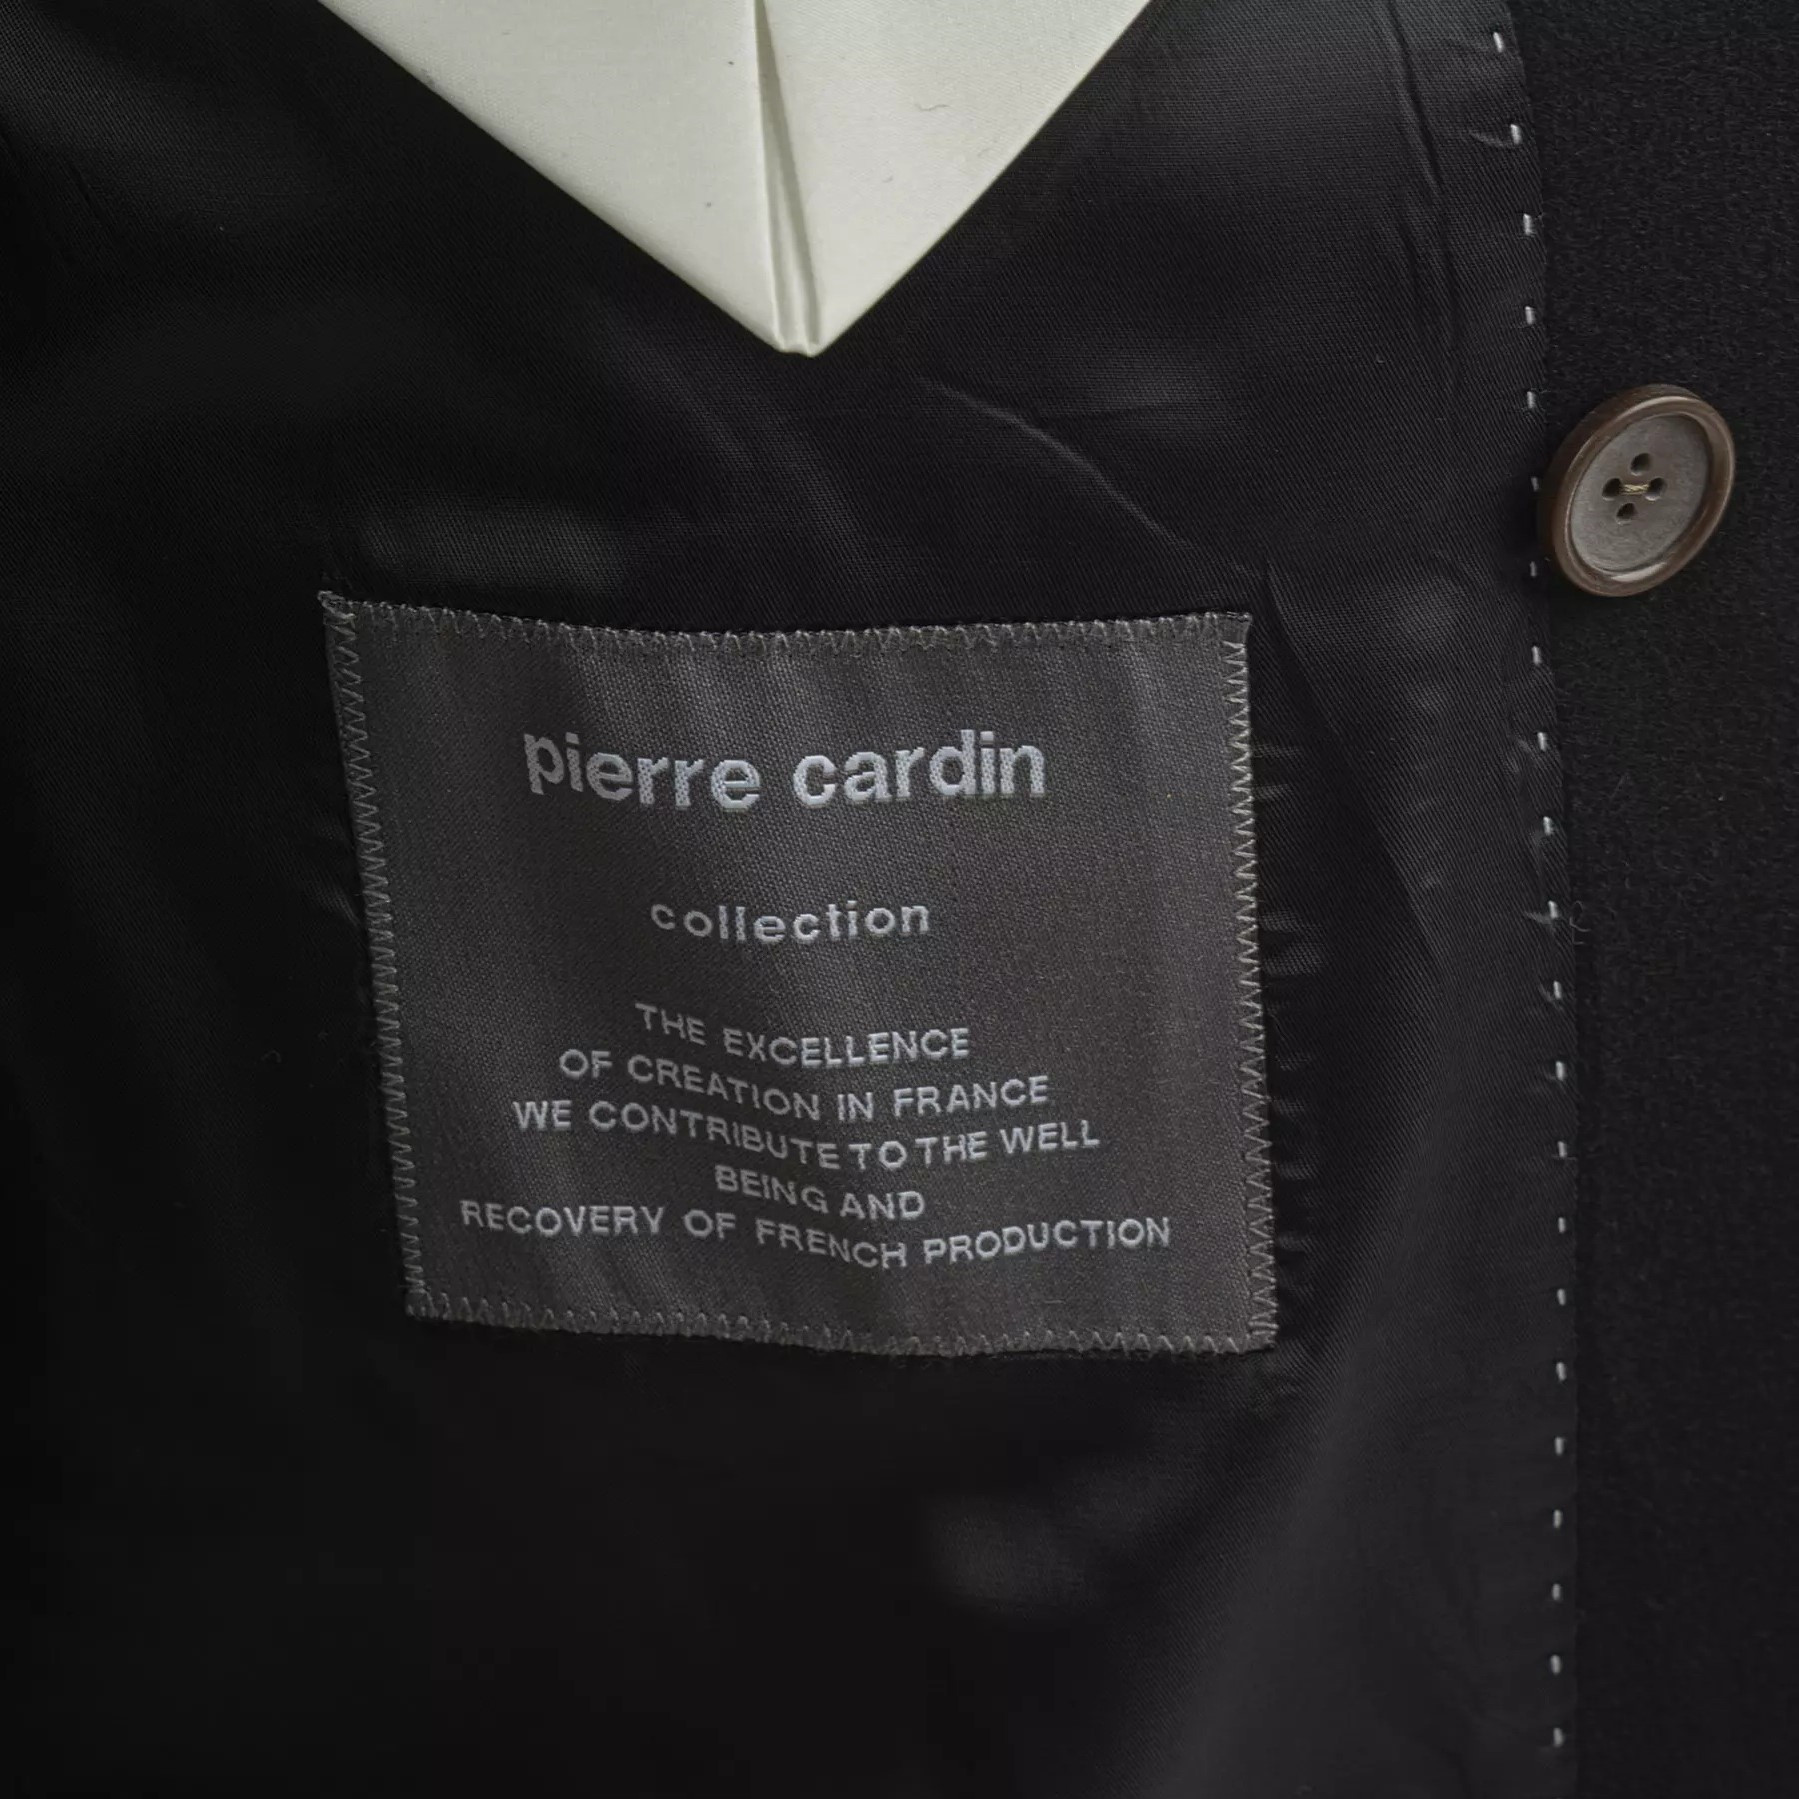 pierre cardin
collection
THE EXCELLENCE
OF CREATION IN FRANCE
WE CONTRIBUTE TO THE WELL
BEING AND
RECOVERY OF FRENCH PRODUCTION